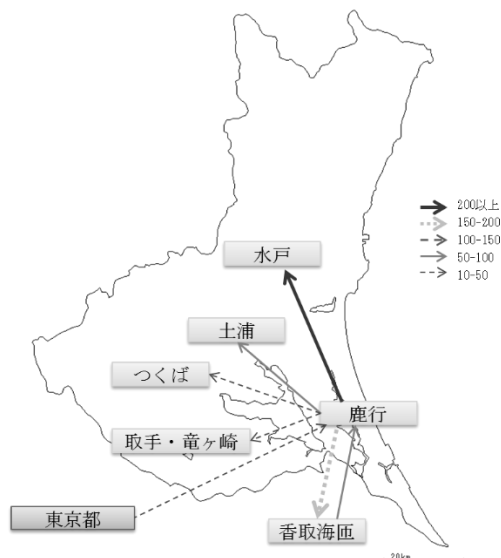 200以上
150-200
100-150
50-100
10-50
水戸
土浦
つくば
鹿行
取手・竜ヶ崎
東京都
香取海匝
20km